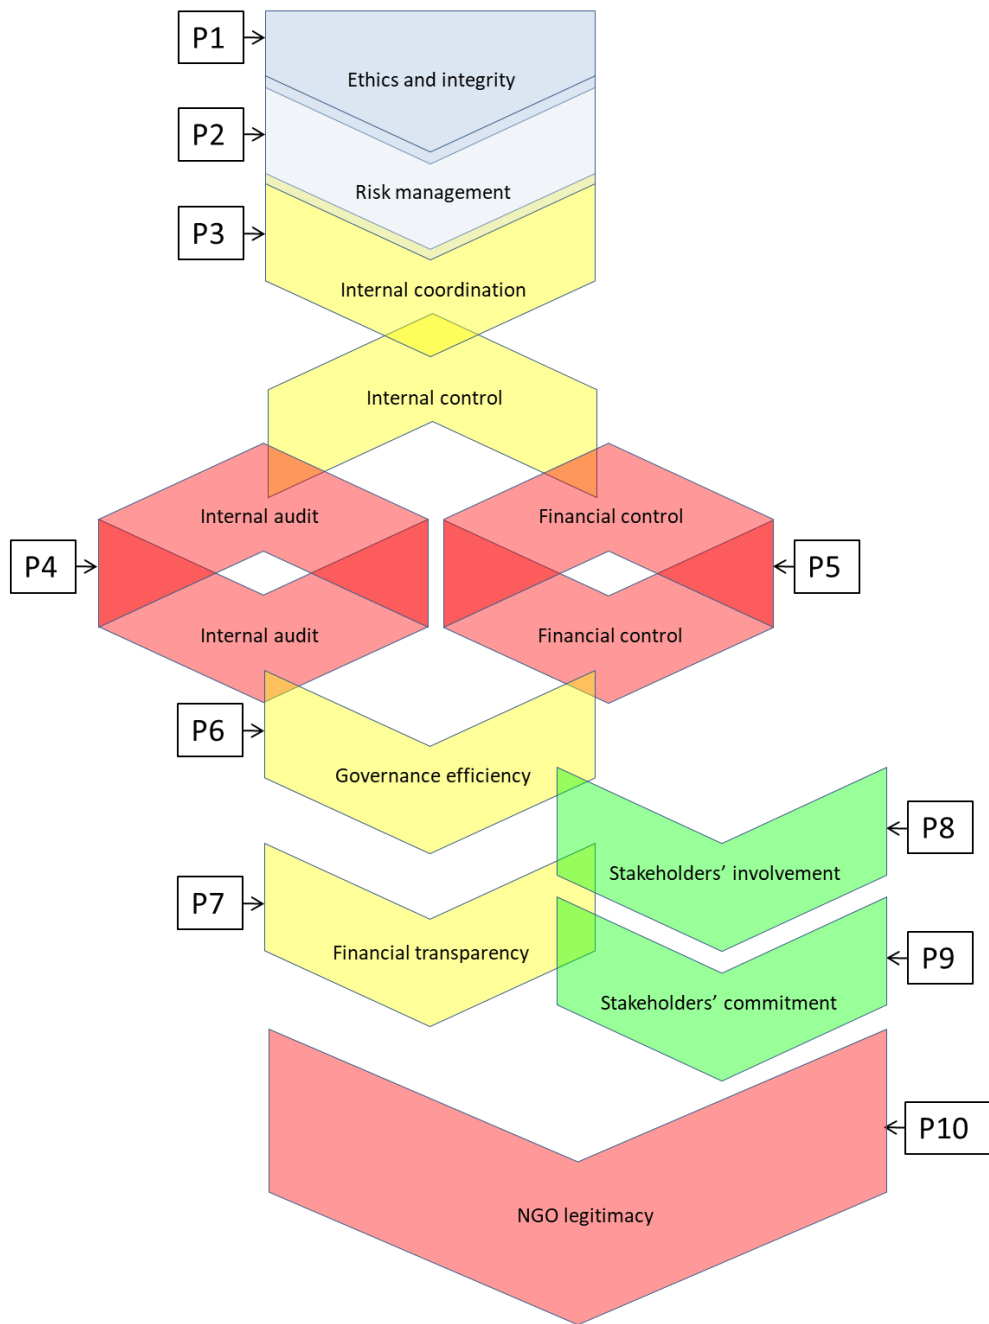 P1
Ethics and integrity
P2
Risk management
P3
Internal coordination
Internal control
Internal audit
Financial control
P4
P5
Internal audit
Financial control
P6
Governance efficiency
P8
Stakeholders’ involvement
P7
Financial transparency
P9
Stakeholders’ commitment
P10
NGO legitimacy